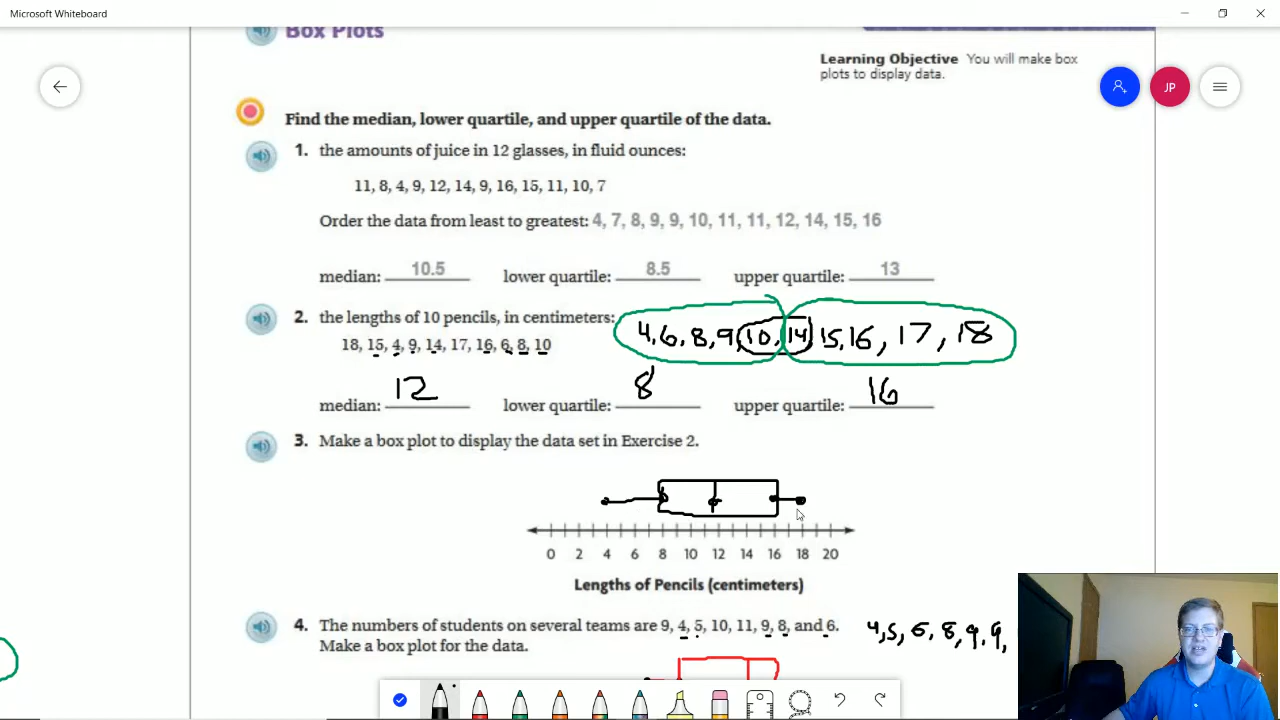 Microsoft Whiteboard
Box Plots
Learning Objective You will make box
plots to display data.
JP
Find the median, lower quartile, and upper quartile of the data.
1. the amounts of juice in 12 glasses, in fluid ounces:
11, 8, 4, 9, 12, 14, 9, 16, 15, 11, 10, 7
Order the data from least to greatest: 4, 7, 8, 9, 9, 10, 11, 11, 12, 14, 15, 16
median: 10.5 lower quartile: 8.5 upper quartile: 13
2. the lengths of 10 pencils, in centimeters: 4, 6, 8, 9, 10, 14, 15, 16, 17, 18
18, 15, 4, 9, 14, 17, 16, 6, 8, 10
median: 12 lower quartile: 8 upper quartile: 16
3. Make a box plot to display the data set in Exercise 2.
0 2 4 6 8 10 12 14 16 18 20
Lengths of Pencils (centimeters)
4. The numbers of students on several teams are 9, 4, 5, 10, 11, 9, 8, and 6. 4, 5, 6, 8, 9, 9,
Make a box plot for the data.